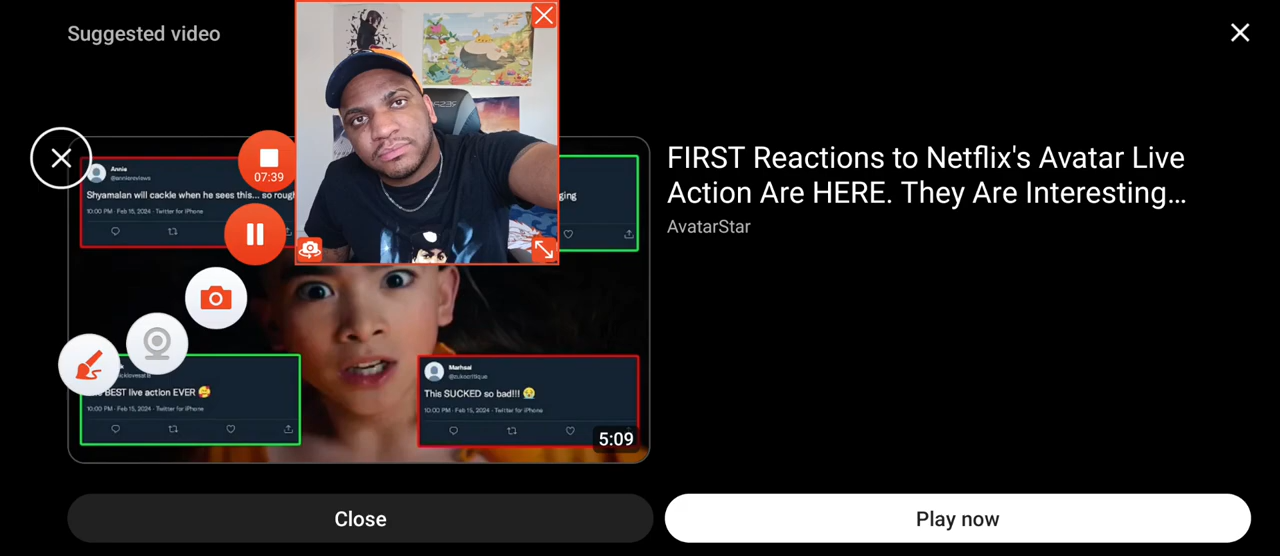 Suggested video
07:39
FIRST Reactions to Netflix's Avatar Live
Action Are HERE. They Are Interesting...
AvatarStar
Annie
Shyamalan will cackle when he sees this... so rough
10:00 PM · Feb 15, 2024 · Twitter for iPhone
ging
BEST live action EVER 🥰
10:00 PM · Feb 15, 2024 · Twitter for iPhone
Marhsai
@zukocritique
This SUCKED so bad!!! 😭
10:00 PM · Feb 15, 2024 · Twitter for iPhone
5:09
Close
Play now